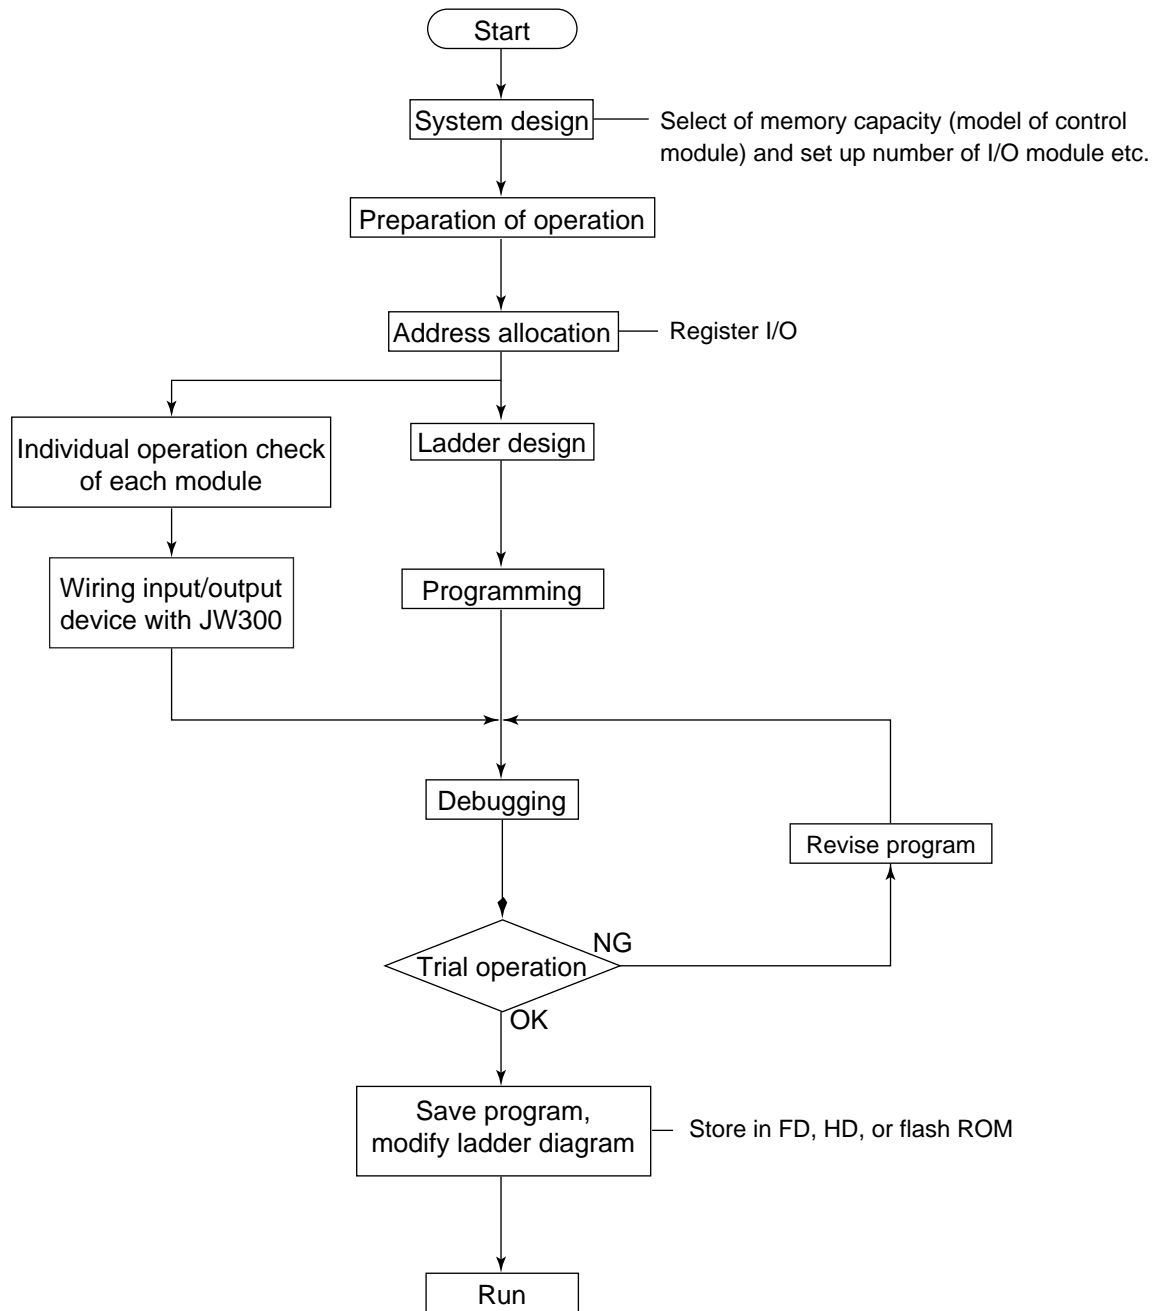 Start
System design
Select of memory capacity (model of control
module) and set up number of I/O module etc.
Preparation of operation
Address allocation
Register I/O
Individual operation check
of each module
Ladder design
Wiring input/output
device with JW300
Programming
Debugging
Revise program
NG
Trial operation
OK
Save program,
modify ladder diagram
Store in FD, HD, or flash ROM
Run